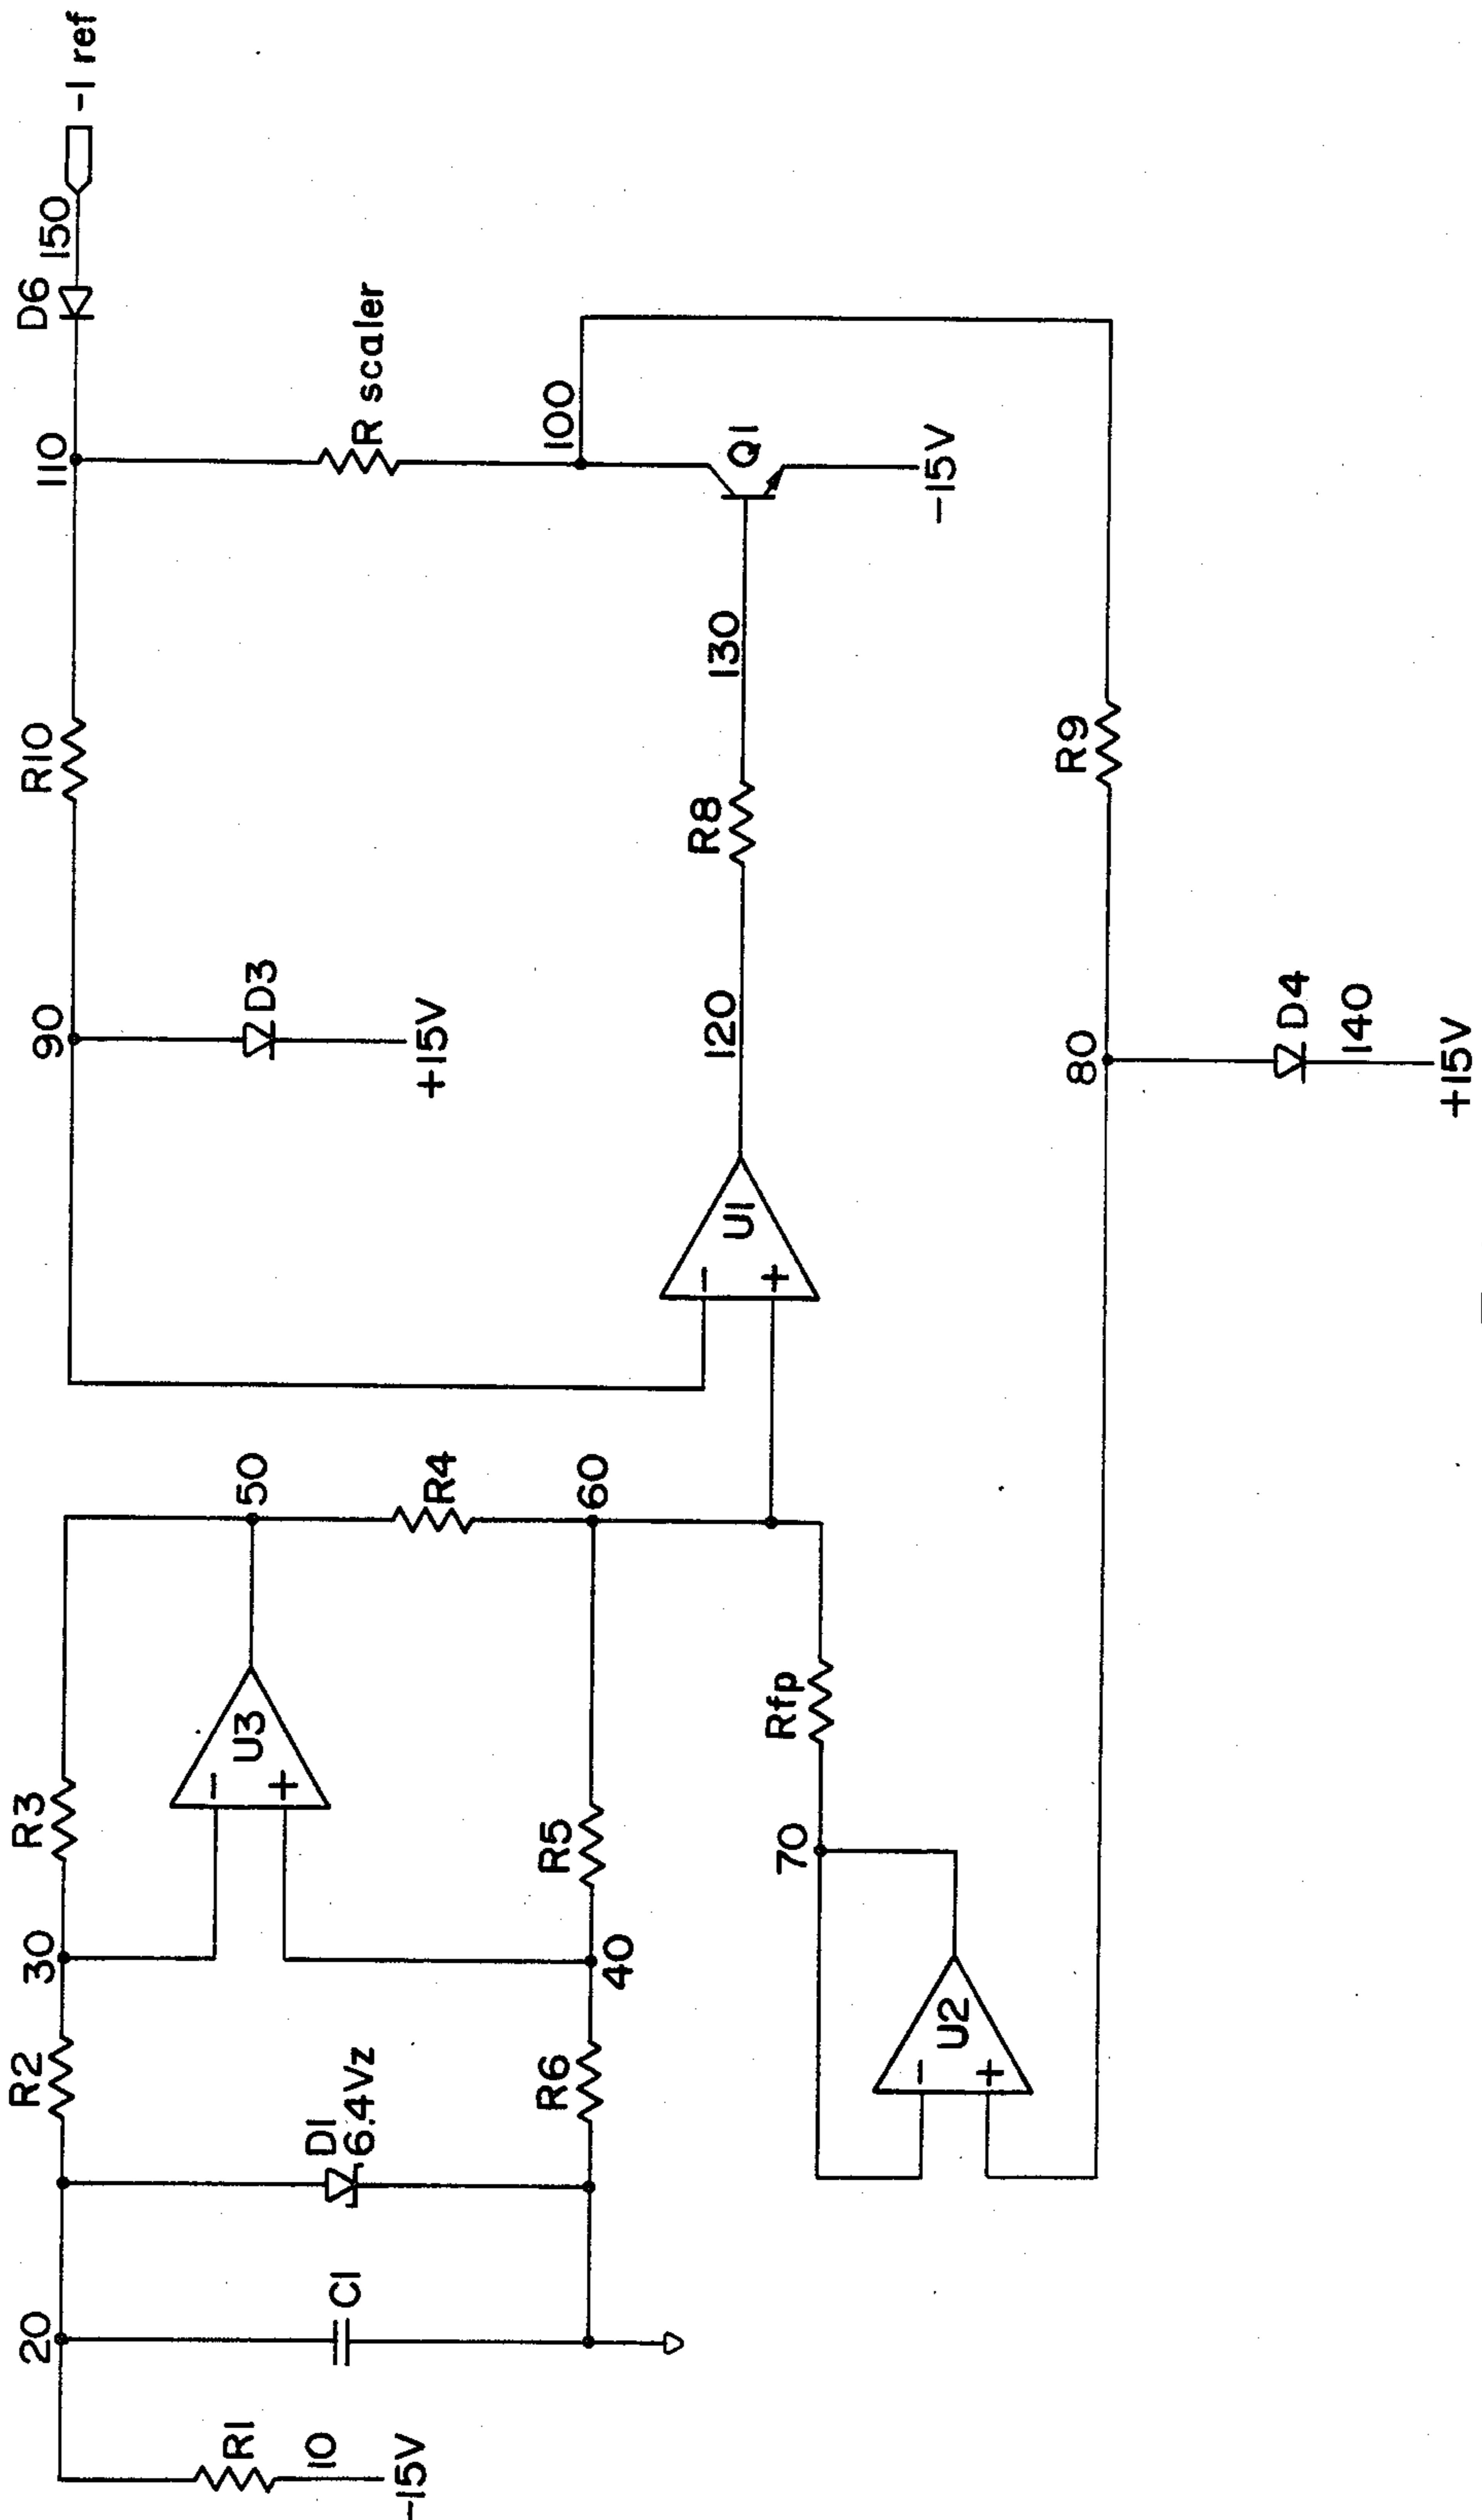 -15V
10
R1
20
C1
D1
6.4Vz
R2
R6
30
40
R3
U3
- +
R5
50
R4
60
70
Rfp
U2
- +
U1
- +
90
D3
+15V
120
80
D4
140
+15V
R10
R8
R9
130
110
R scaler
100
Q1
-15V
D6
150
-I ref